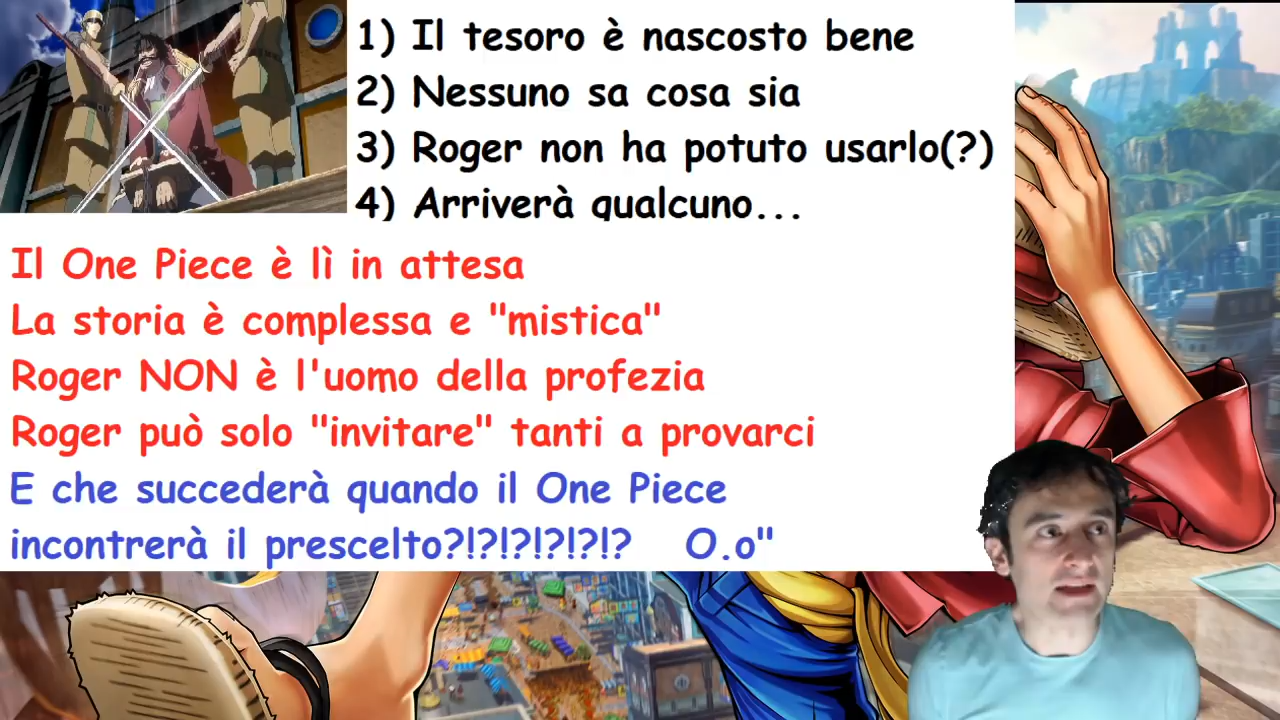 1) Il tesoro è nascosto bene
2) Nessuno sa cosa sia
3) Roger non ha potuto usarlo(?)
4) Arriverà qualcuno...
Il One Piece è lì in attesa
La storia è complessa e "mistica"
Roger NON è l'uomo della profezia
Roger può solo "invitare" tanti a provarci
E che succederà quando il One Piece
incontrerà il prescelto?!?!?!?!?!? O.o"